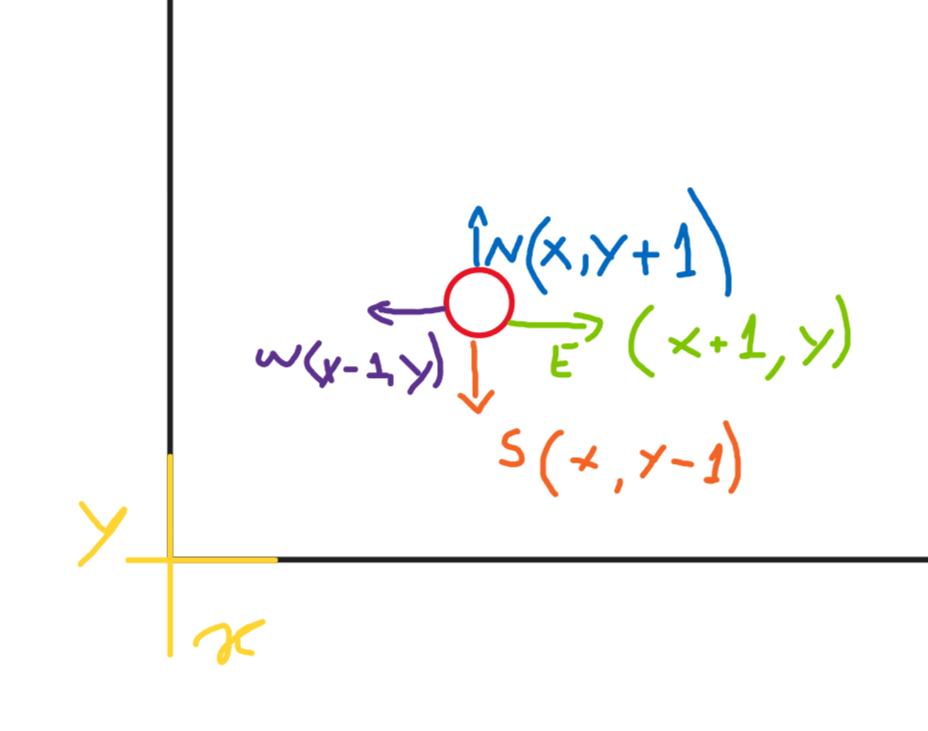 N(x,y+1)
E (x+1,y)
W(x-1,y)
S(x,y-1)
y
x